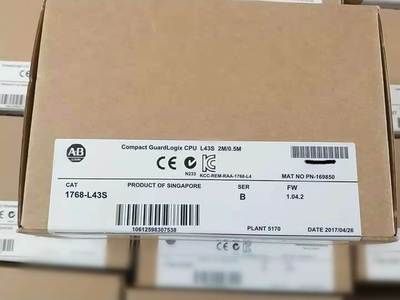 AB
Compact GuardLogix CPU L43S 2M/0.5M
N233
KCC-REM-RAA-1768-L4
MAT NO PN-169850
CAT
1768-L43S
PRODUCT OF SINGAPORE
SER
B
FW
1.04.2
10612598307538
PLANT 5170
DATE 2017/04/26